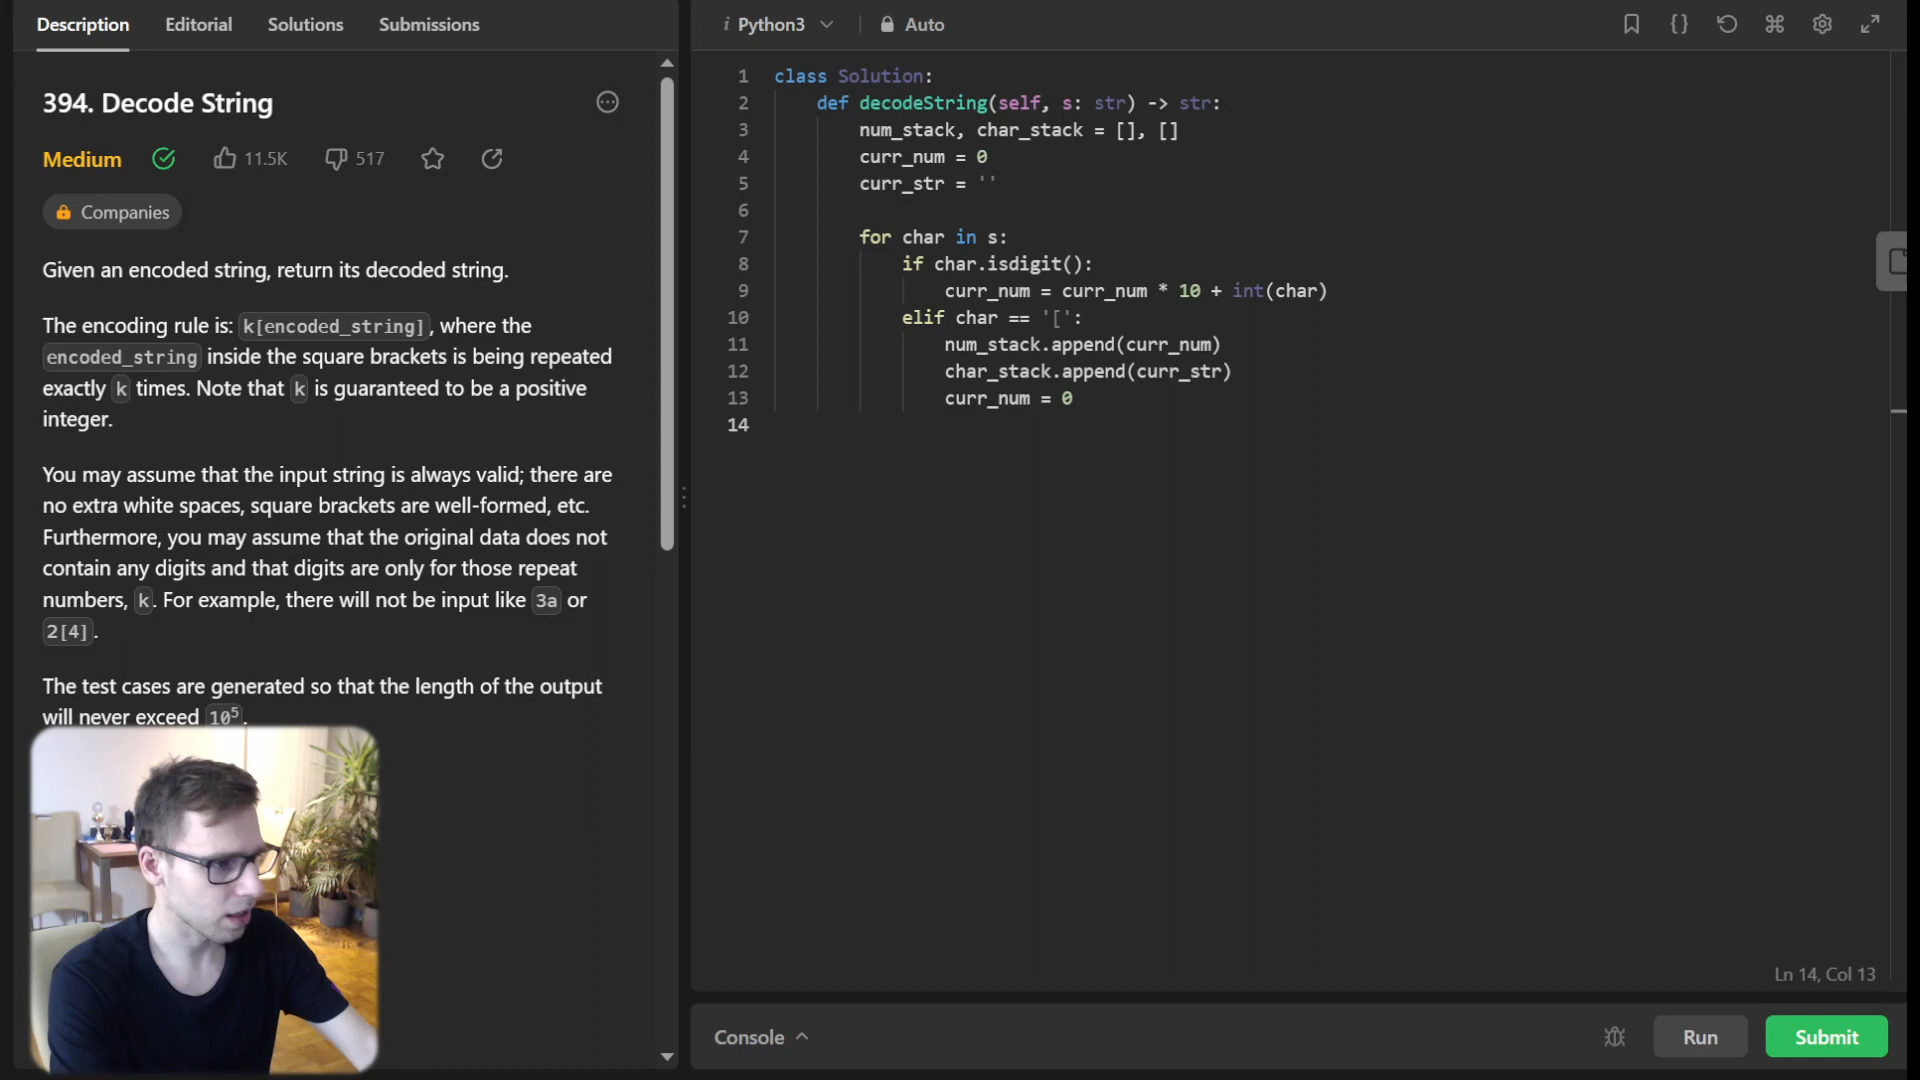 Description Editorial Solutions Submissions
394. Decode String
Medium 11.5K 517
Companies
Given an encoded string, return its decoded string.
The encoding rule is: k[encoded_string], where the
encoded_string inside the square brackets is being repeated
exactly k times. Note that k is guaranteed to be a positive
integer.
You may assume that the input string is always valid; there are
no extra white spaces, square brackets are well-formed, etc.
Furthermore, you may assume that the original data does not
contain any digits and that digits are only for those repeat
numbers, k. For example, there will not be input like 3a or
2[4].
The test cases are generated so that the length of the output
will never exceed 10⁵.
i Python3 Auto
1 class Solution:
2 def decodeString(self, s: str) -> str:
3 num_stack, char_stack = [], []
4 curr_num = 0
5 curr_str = ''
6
7 for char in s:
8 if char.isdigit():
9 curr_num = curr_num * 10 + int(char)
10 elif char == '[':
11 num_stack.append(curr_num)
12 char_stack.append(curr_str)
13 curr_num = 0
14
Ln 14, Col 13
Console Run Submit